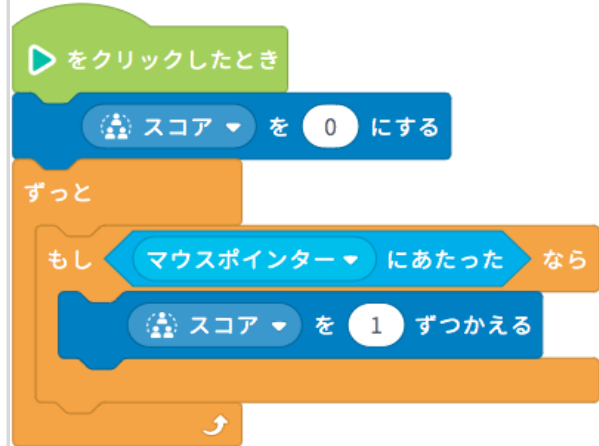 をクリックしたとき
スコア を 0 にする
ずっと
もし マウスポインター にあたった なら
スコア を 1 ずつかえる